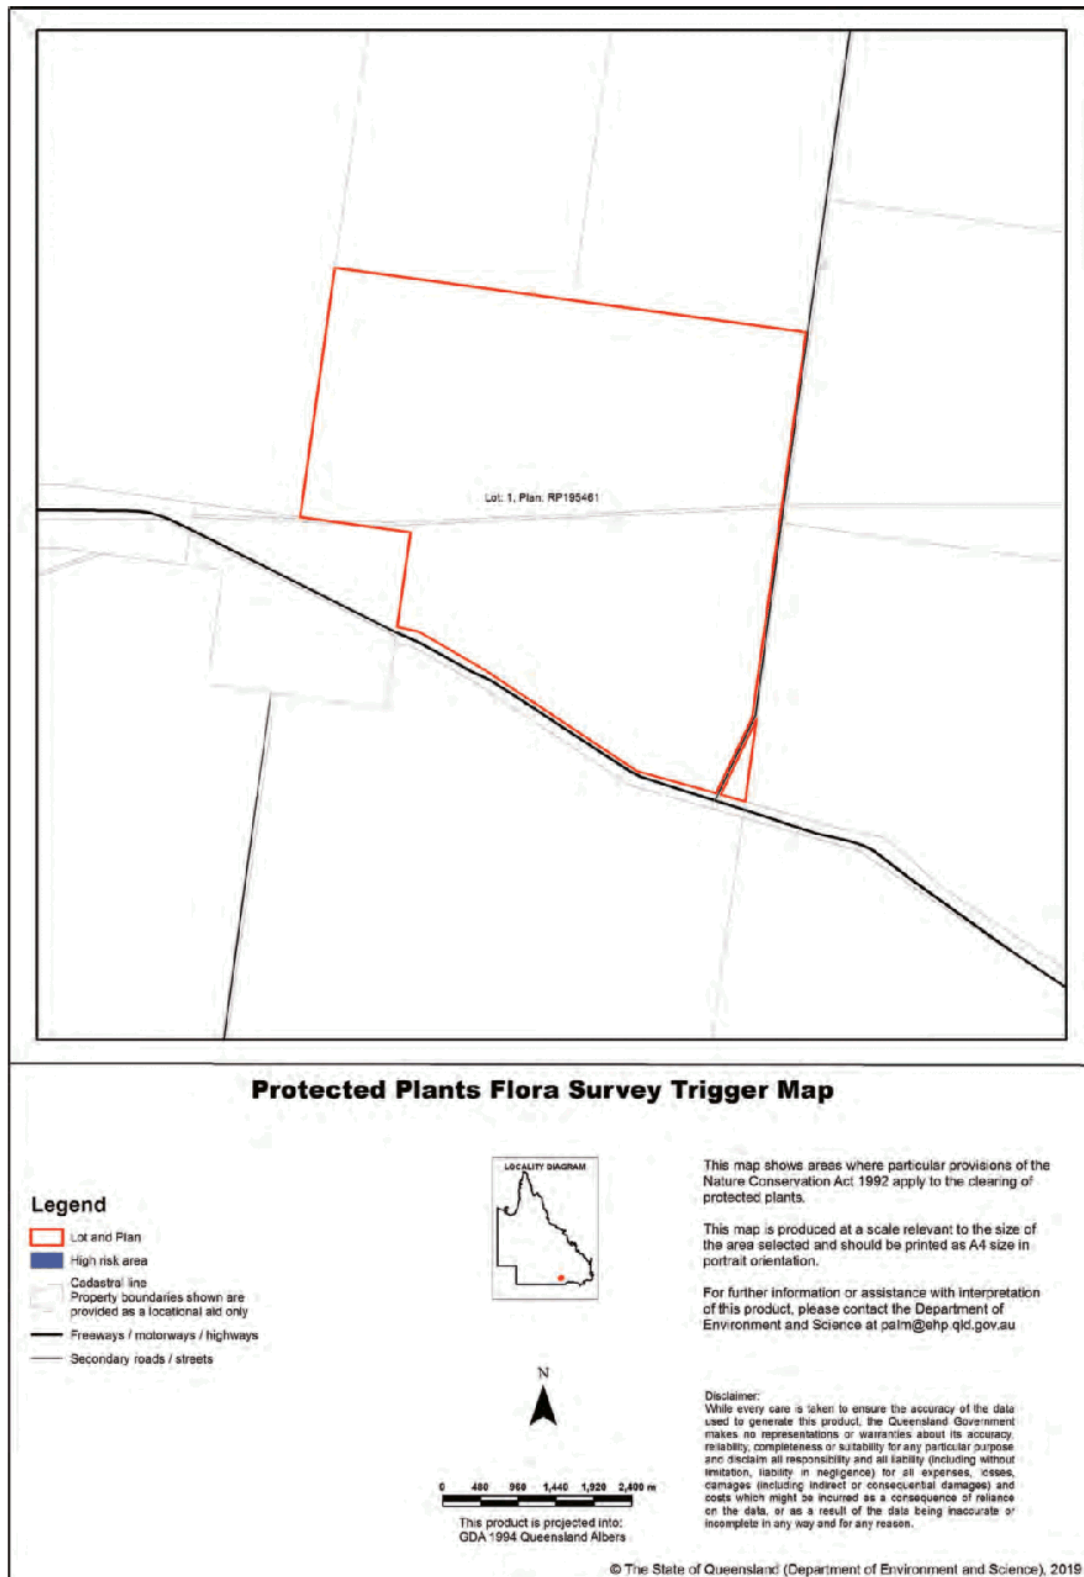 Lot: 1, Plan: RP195461
Protected Plants Flora Survey Trigger Map
Legend
Lot and Plan
High risk area
Cadastral line
Property boundaries shown are
provided as a locational aid only
Freeways / motorways / highways
Secondary roads / streets
LOCALITY DIAGRAM
N
0 480 960 1,440 1,920 2,400 m
This product is projected into:
GDA 1994 Queensland Albers
This map shows areas where particular provisions of the
Nature Conservation Act 1992 apply to the clearing of
protected plants.
This map is produced at a scale relevant to the size of
the area selected and should be printed as A4 size in
portrait orientation.
For further information or assistance with interpretation
of this product, please contact the Department of
Environment and Science at palm@ehp.qld.gov.au
Disclaimer:
While every care is taken to ensure the accuracy of the data
used to generate this product, the Queensland Government
makes no representations or warranties about its accuracy,
reliability, completeness or suitability for any particular purpose
and disclaim all responsibility and all liability (including without
limitation, liability in negligence) for all expenses, losses,
damages (including indirect or consequential damages) and
costs which might be incurred as a consequence of reliance
on the data, or as a result of the data being inaccurate or
incomplete in any way and for any reason.
© The State of Queensland (Department of Environment and Science), 2019